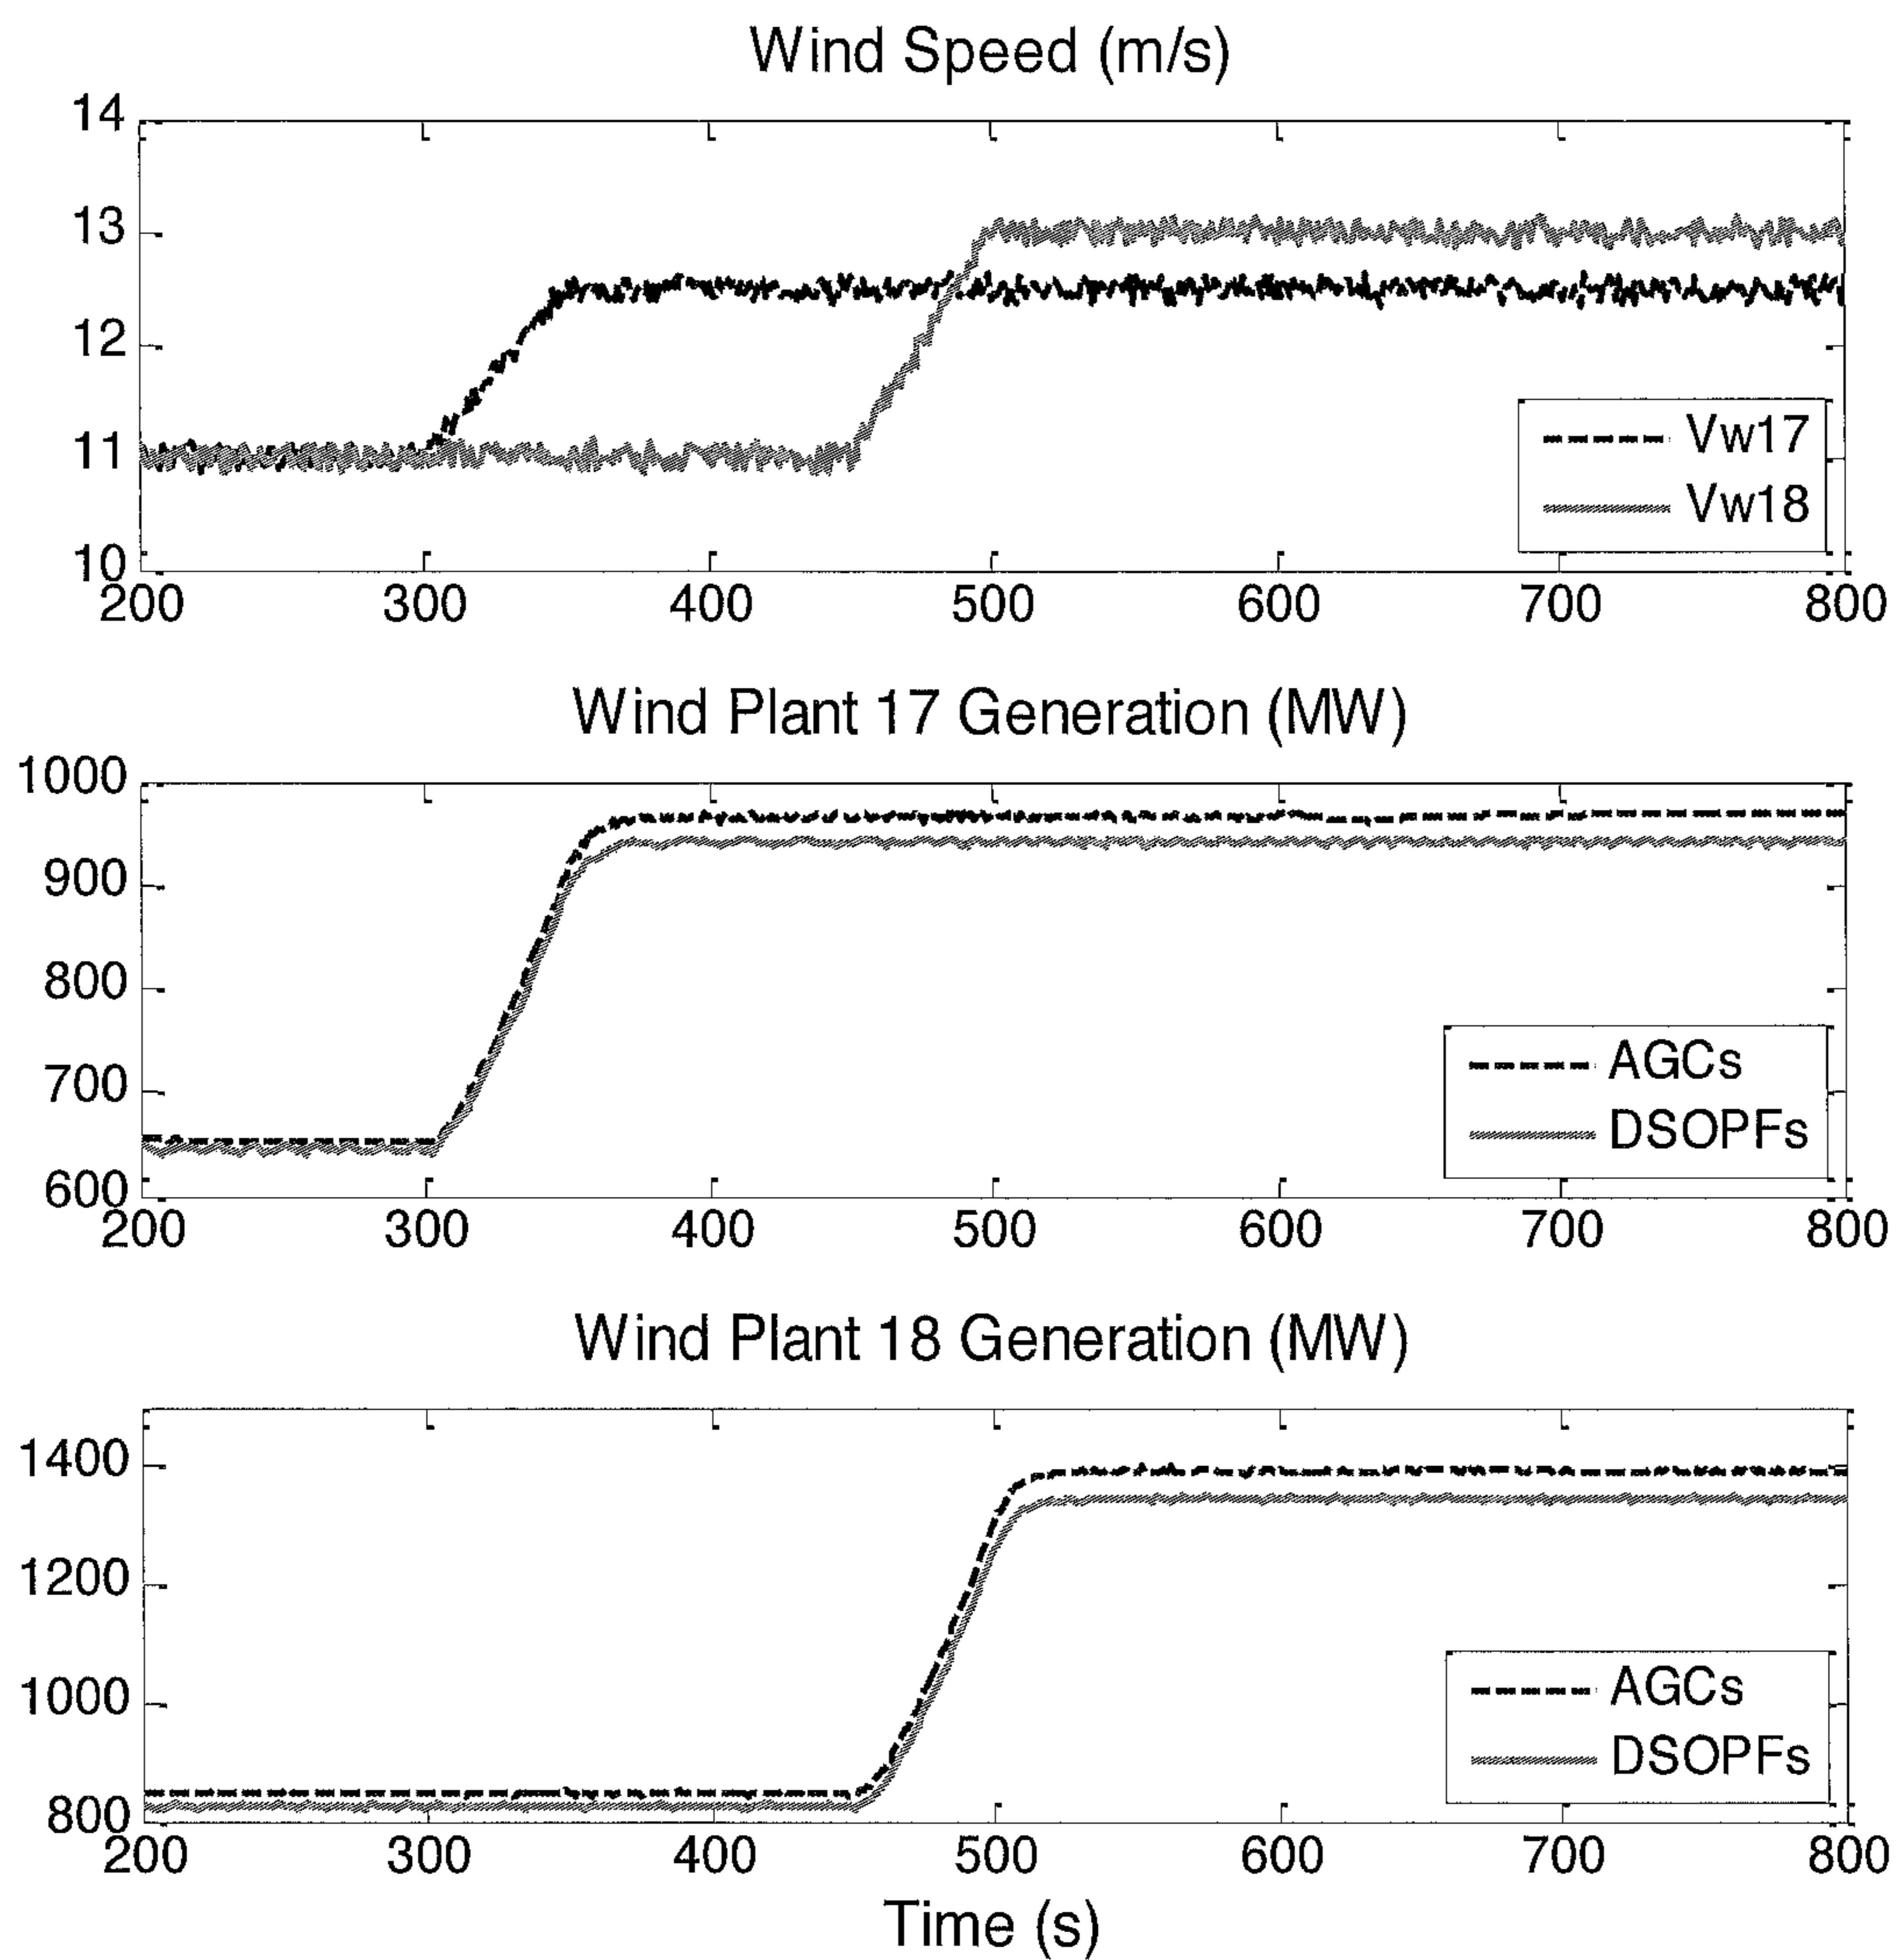 Wind Speed (m/s)
14
13
12
11
10
200 300 400 500 600 700 800
Vw17
Vw18
Wind Plant 17 Generation (MW)
1000
900
800
700
600
200 300 400 500 600 700 800
AGCs
DSOPFs
Wind Plant 18 Generation (MW)
1400
1200
1000
800
200 300 400 500 600 700 800
AGCs
DSOPFs
Time (s)